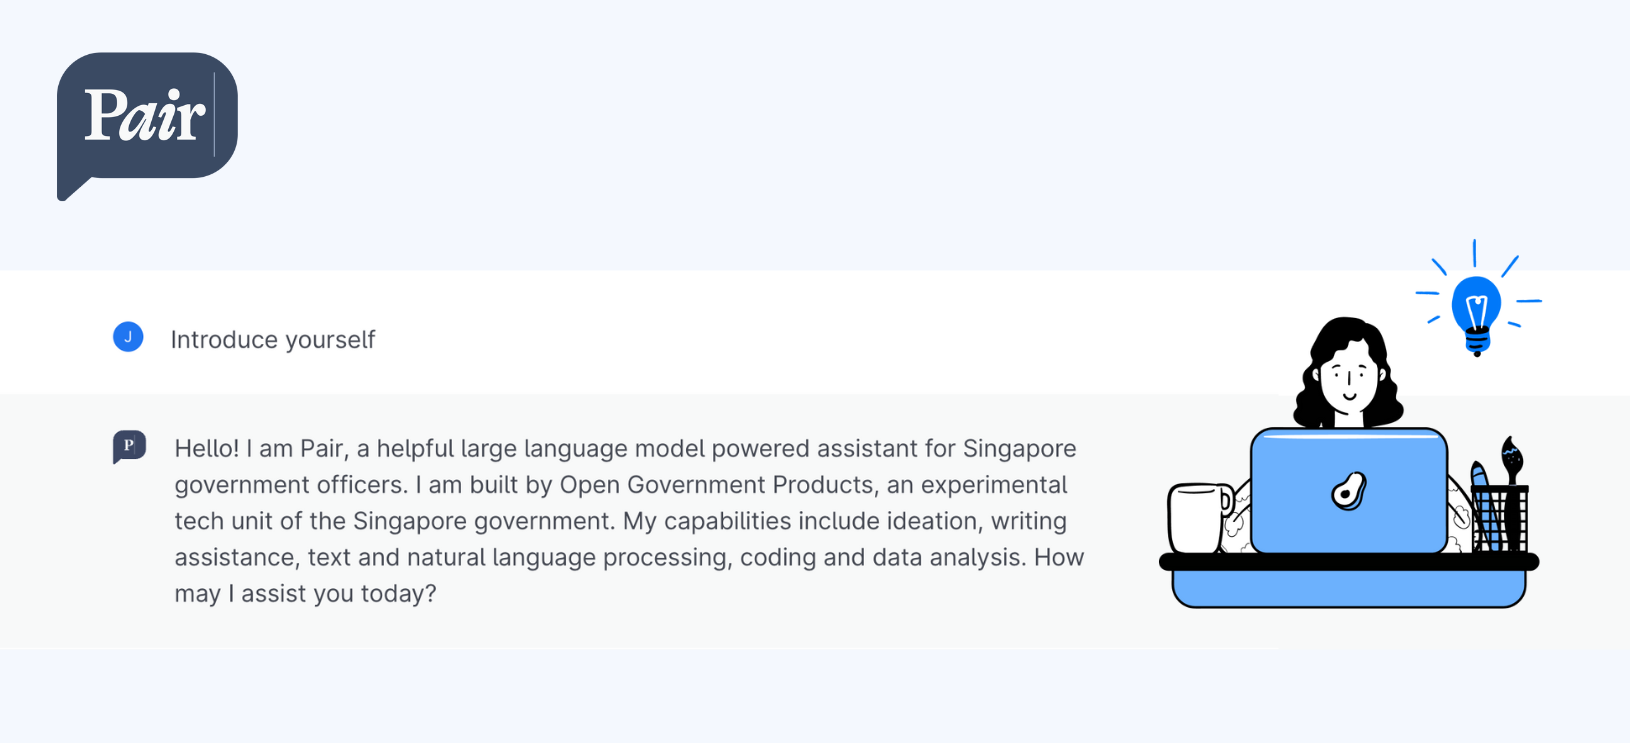 Pair
J
Introduce yourself
P
Hello! I am Pair, a helpful large language model powered assistant for Singapore
government officers. I am built by Open Government Products, an experimental
tech unit of the Singapore government. My capabilities include ideation, writing
assistance, text and natural language processing, coding and data analysis. How
may I assist you today?